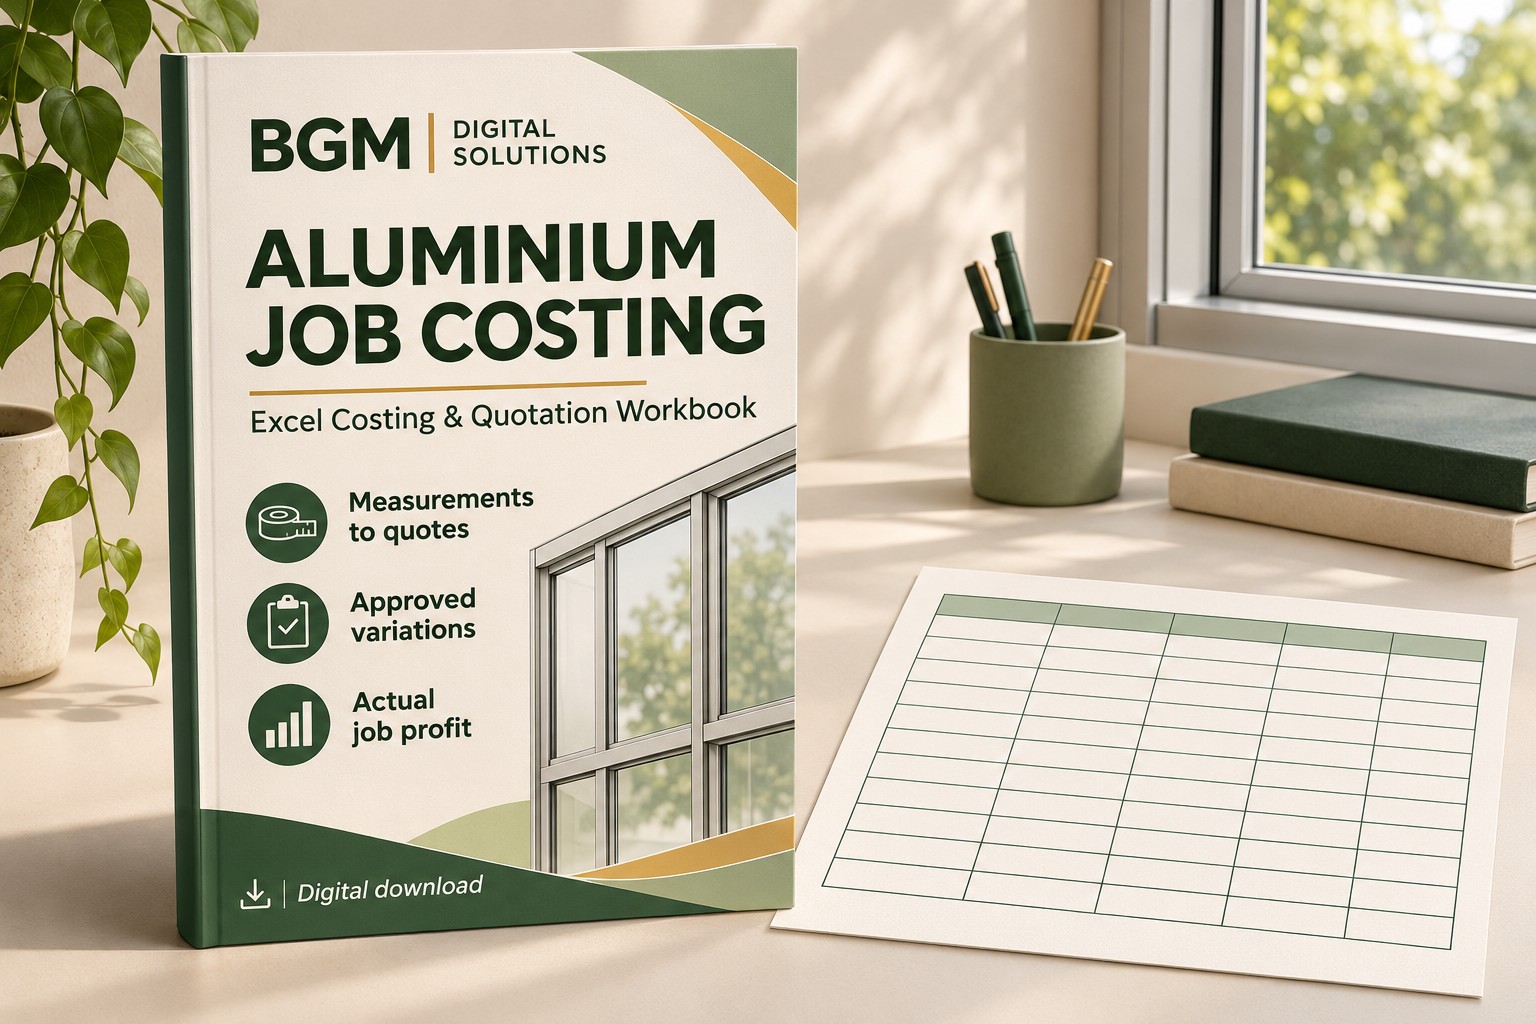 BGM | DIGITAL SOLUTIONS
ALUMINIUM
JOB COSTING
Excel Costing & Quotation Workbook
Measurements
to quotes
Approved
variations
Actual
job profit
Digital download